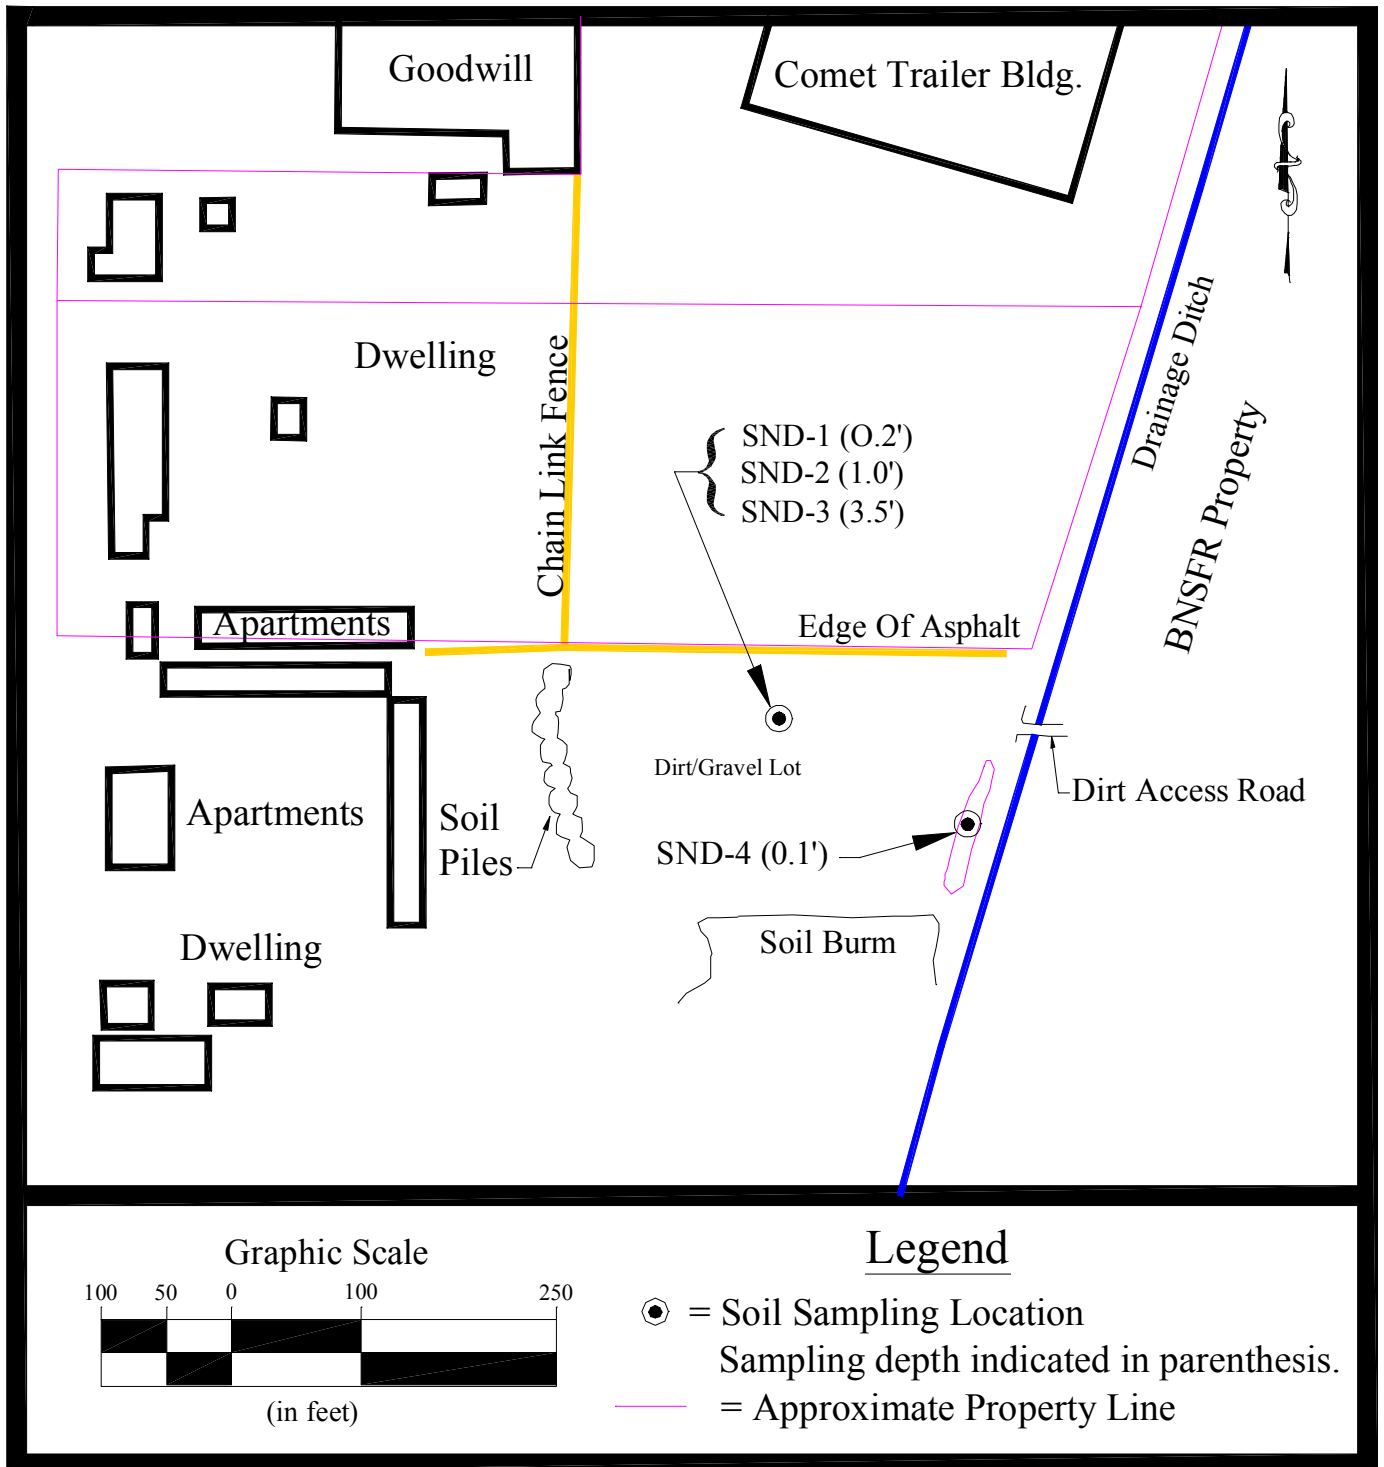 Goodwill
Comet Trailer Bldg.
Dwelling
Chain Link Fence
Drainage Ditch
BNSFR Property
SND-1 (O.2')
SND-2 (1.0')
SND-3 (3.5')
Apartments
Edge Of Asphalt
Dirt/Gravel Lot
Dirt Access Road
Apartments
Soil
Piles
SND-4 (0.1')
Dwelling
Soil Burm
Graphic Scale
100 50 0 100 250
(in feet)
Legend
= Soil Sampling Location
Sampling depth indicated in parenthesis.
= Approximate Property Line